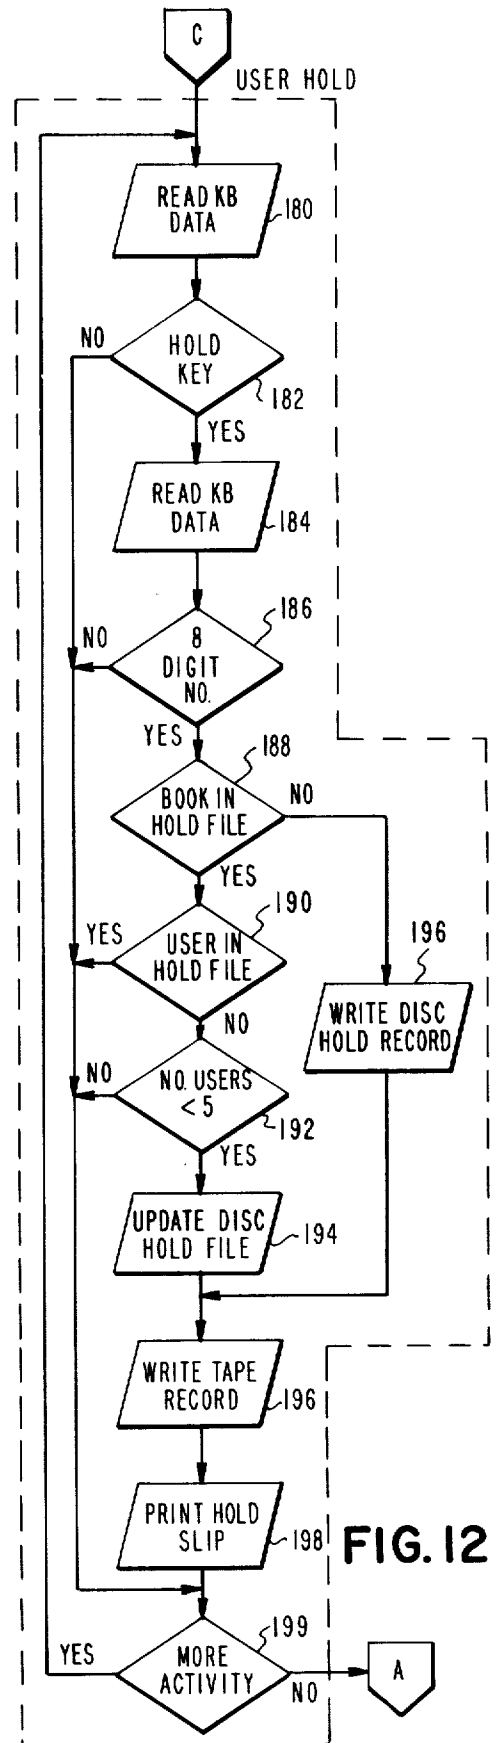 C
USER HOLD
READ KB
DATA
180
HOLD
KEY
NO
182
YES
READ KB
DATA
184
8
DIGIT
NO.
186
NO
YES
188
BOOK IN
HOLD FILE
NO
YES
190
USER IN
HOLD FILE
YES
NO
196
WRITE DISC
HOLD RECORD
NO. USERS
< 5
NO
192
YES
UPDATE DISC
HOLD FILE
194
WRITE TAPE
RECORD
196
PRINT HOLD
SLIP
198
FIG. 12
199
MORE
ACTIVITY
YES
NO
A